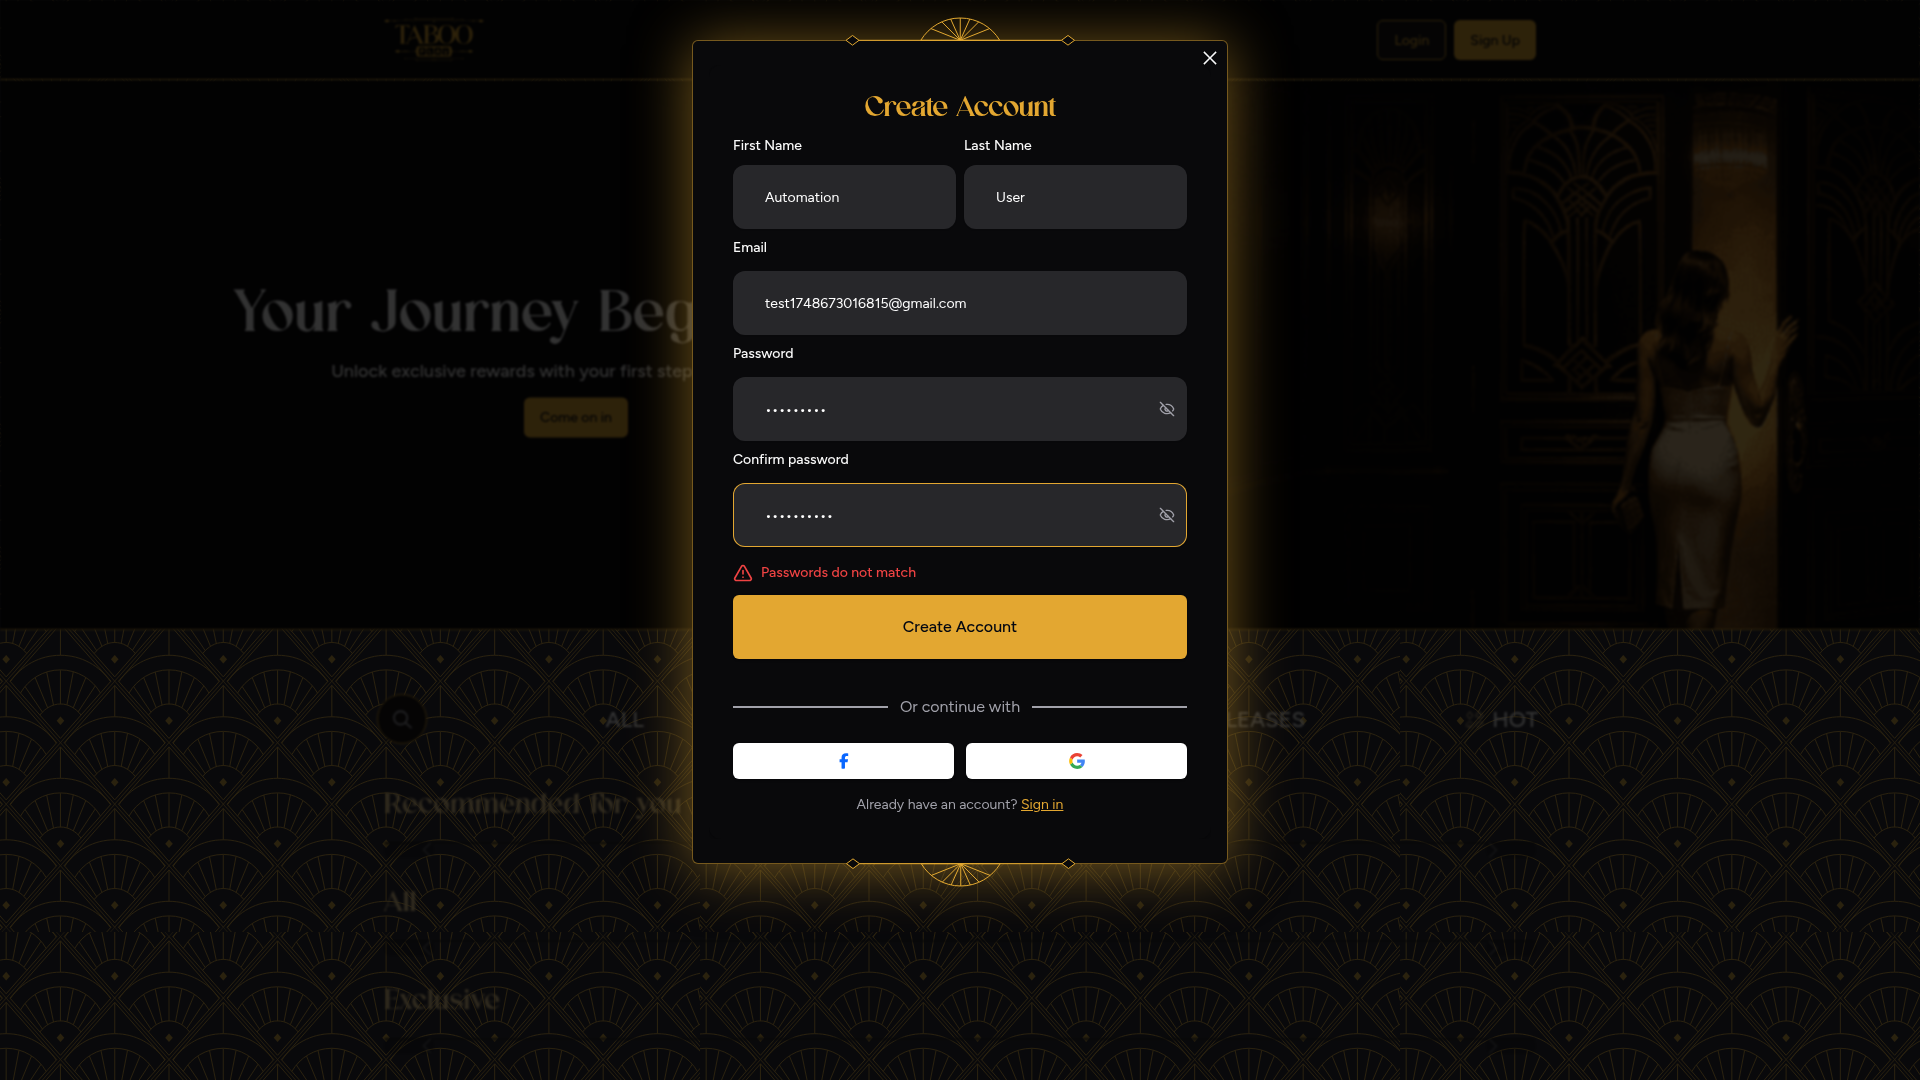 TABOO
Login
Sign Up
Create Account
First Name
Last Name
Automation
User
Email
test1748673016815@gmail.com
Password
•••••••••
Confirm password
••••••••••
Passwords do not match
Create Account
Or continue with
Already have an account? Sign in
Your Journey Beg
Unlock exclusive rewards with your first step
Come on in
ALL
LEASES
HOT
Recommended for you
All
Exclusive